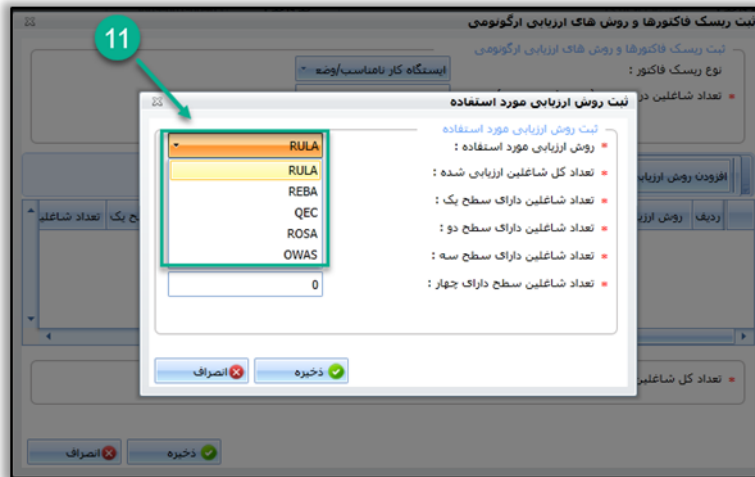 ثبت ریسک فاکتورها و روش های ارزیابی ارگونومی
11
ثبت ریسک فاکتورها و روش های ارزیابی ارگونومی
نوع ریسک فاکتور : ایستگاه کار نامناسب/وضع
* تعداد شاغلین در
ثبت روش ارزیابی مورد استفاده
ثبت روش ارزیابی مورد استفاده
* روش ارزیابی مورد استفاده : RULA
RULA
REBA
QEC
ROSA
OWAS
* تعداد کل شاغلین ارزیابی شده :
* تعداد شاغلین دارای سطح یک :
* تعداد شاغلین دارای سطح دو :
* تعداد شاغلین دارای سطح سه :
* تعداد شاغلین سطح دارای چهار : 0
ذخیره انصراف
افزودن روش ارزیاب
ردیف روش ارزی ح یک تعداد شاغلی
* تعداد کل شاغلین
ذخیره انصراف